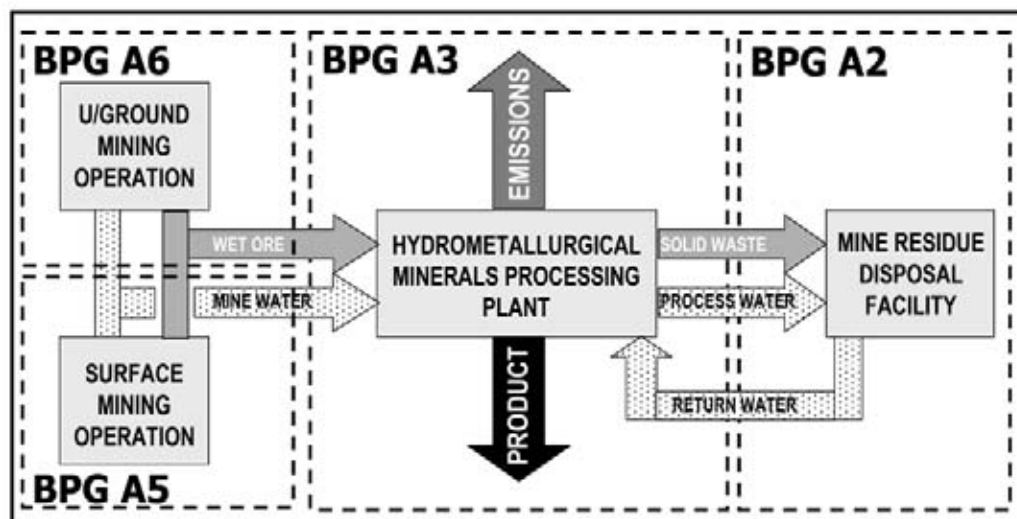 BPG A6
U/GROUND
MINING
OPERATION
BPG A5
SURFACE
MINING
OPERATION
WET ORE
MINE WATER
BPG A3
EMISSIONS
HYDROMETALLURGICAL
MINERALS PROCESSING
PLANT
PRODUCT
SOLID WASTE
PROCESS WATER
RETURN WATER
BPG A2
MINE RESIDUE
DISPOSAL
FACILITY